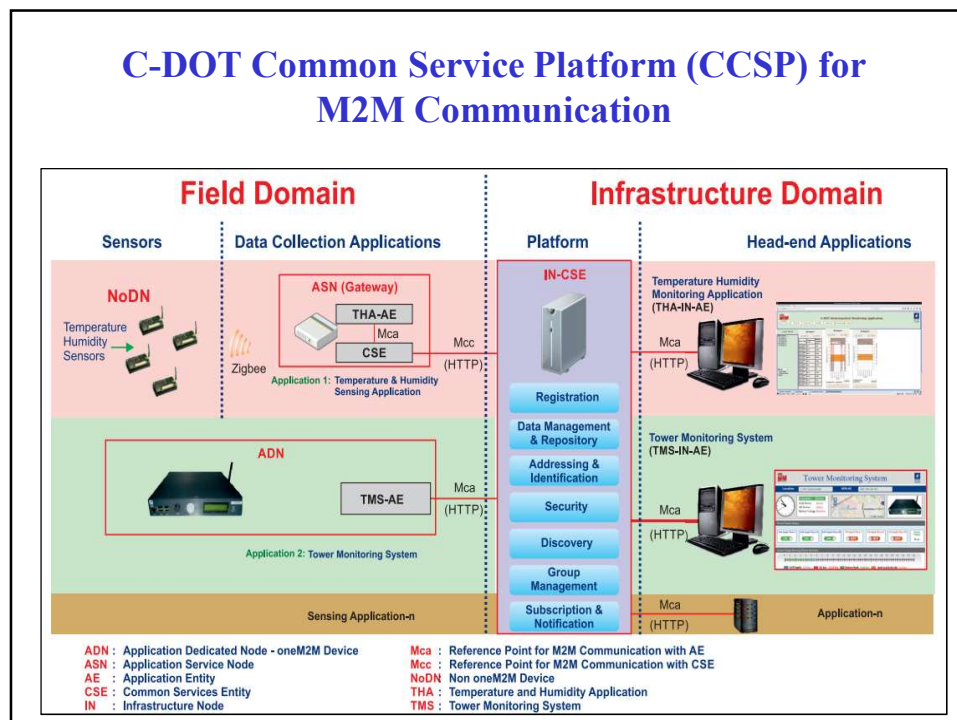 C-DOT Common Service Platform (CCSP) for
M2M Communication
Field Domain
Infrastructure Domain
Sensors
Data Collection Applications
Platform
Head-end Applications
NoDN
Temperature
Humidity
Sensors
Zigbee
ASN (Gateway)
THA-AE
Mca
CSE
Application 1: Temperature & Humidity
Sensing Application
Mcc
(HTTP)
IN-CSE
Registration
Data Management
& Repository
Addressing &
Identification
Security
Discovery
Group
Management
Subscription &
Notification
Mca
(HTTP)
Temperature Humidity
Monitoring Application
(THA-IN-AE)
ADN
TMS-AE
Application 2: Tower Monitoring System
Mca
(HTTP)
Mca
(HTTP)
Tower Monitoring System
(TMS-IN-AE)
Tower Monitoring System
Sensing Application-n
Mca
(HTTP)
Application-n
ADN : Application Dedicated Node - oneM2M Device
ASN : Application Service Node
AE : Application Entity
CSE : Common Services Entity
IN : Infrastructure Node
Mca : Reference Point for M2M Communication with AE
Mcc : Reference Point for M2M Communication with CSE
NoDN: Non oneM2M Device
THA : Temperature and Humidity Application
TMS : Tower Monitoring System